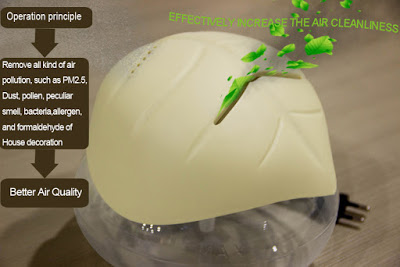 Operation principle
EFFECTIVELY INCREASE THE AIR CLEANLINESS
Remove all kind of air
pollution, such as PM2.5,
Dust, pollen, peculiar
smell, bacteria,allergen,
and formaldehyde of
House decoration
Better Air Quality